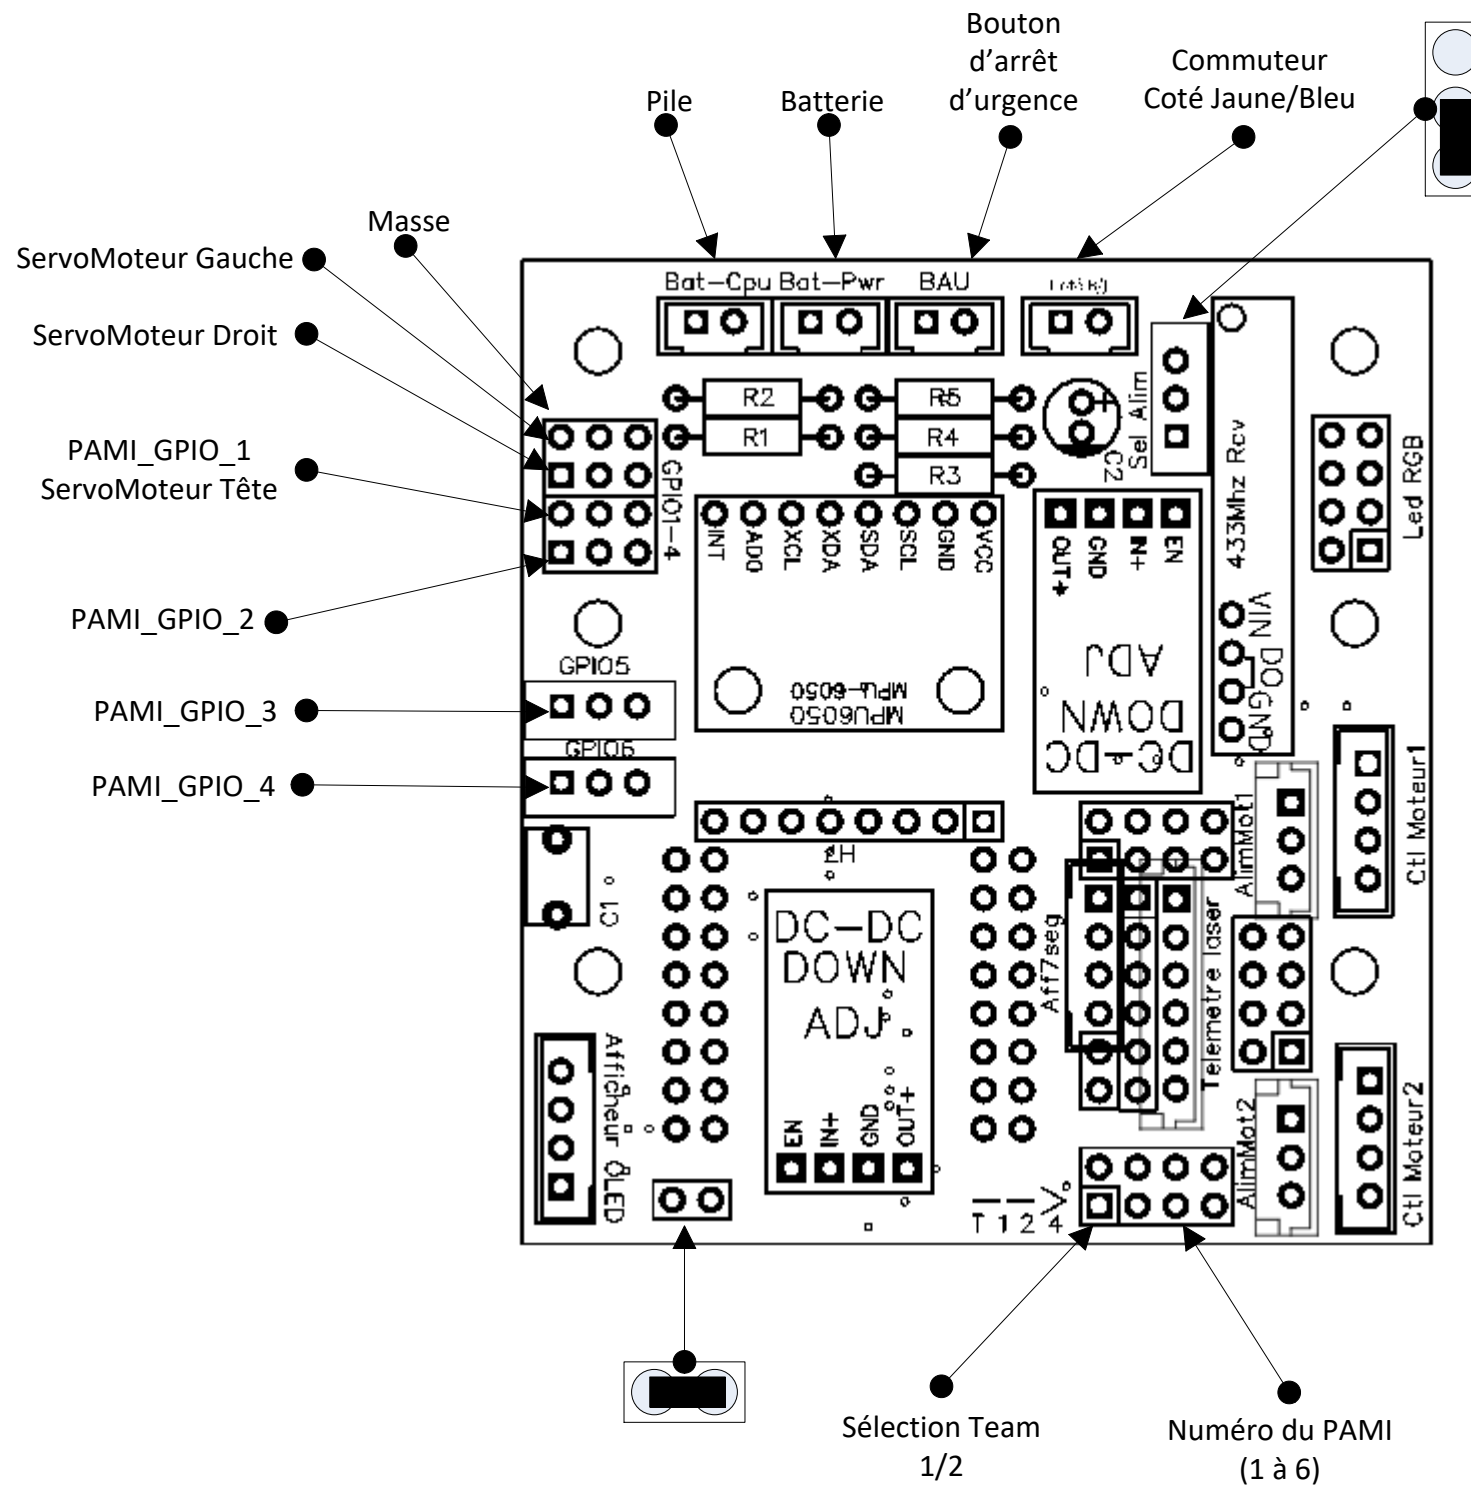 Bouton
d’arrêt
d’urgence
Commuteur
Coté Jaune/Bleu
Pile
Batterie
Masse
ServoMoteur Gauche
ServoMoteur Droit
PAMI_GPIO_1
ServoMoteur Tête
PAMI_GPIO_2
PAMI_GPIO_3
PAMI_GPIO_4
Bat-Cpu
Bat-Pwr
BAU
R2
R1
R5
R4
R3
C2
Sel Alim
433Mhz Rcv
Led RGB
GPIO1-4
INT
AD0
XCL
XDA
SDA
SCL
GND
VCC
MPU-6050
MPU6050
OUT+
GND
IN+
EN
ADJ
DOWN
DC-DC
VIN
DO
GND
GPIO5
GPIO6
C1
AlimMot1
Ctl Moteur1
DC-DC
DOWN
ADJ
EN
IN+
GND
OUT+
Aff7seg
Telemetre laser
Afficheur OLED
AlimMot2
Ctl Moteur2
T 1 2 4
Sélection Team
1/2
Numéro du PAMI
(1 à 6)